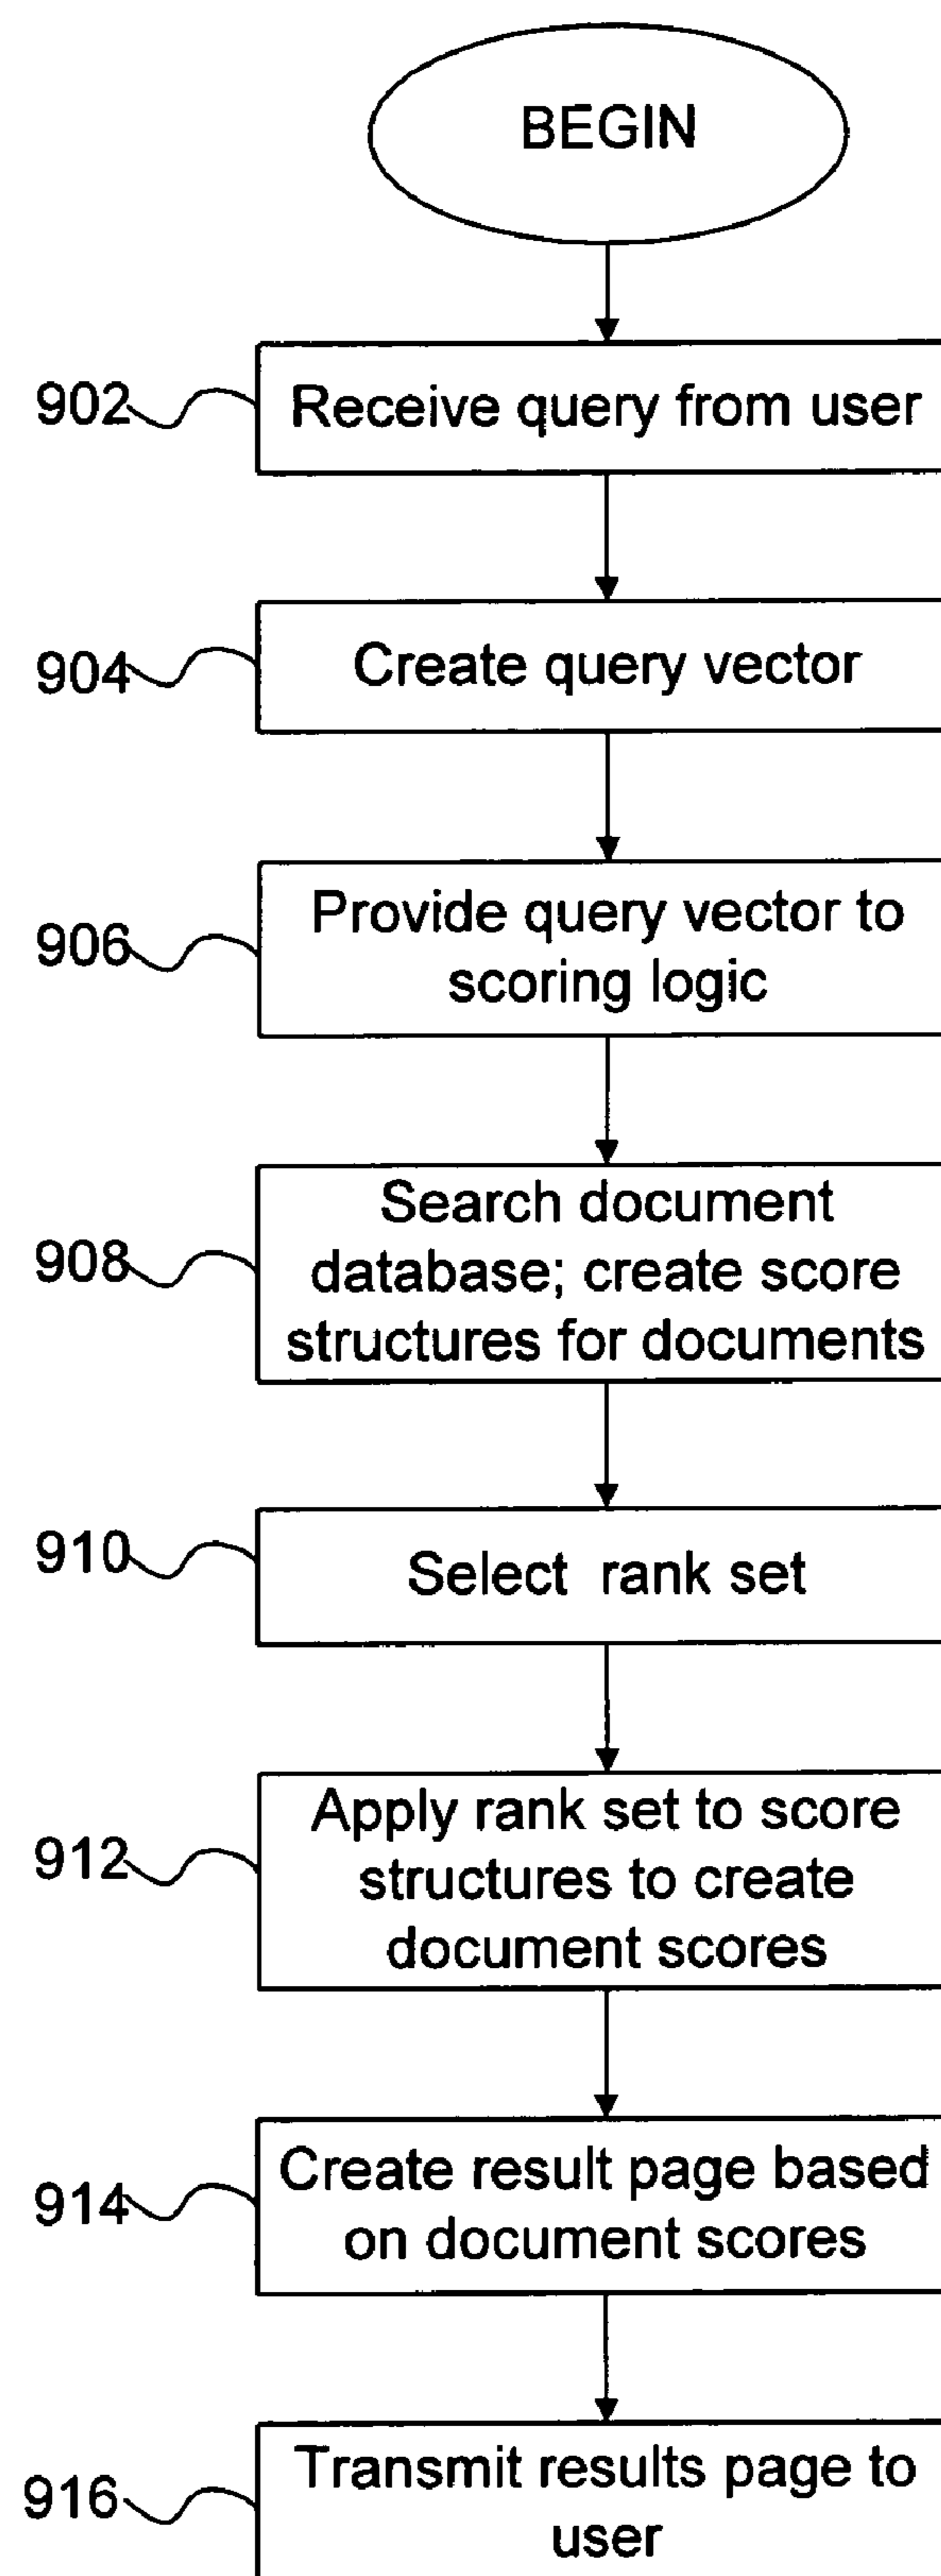 BEGIN
902
Receive query from user
904
Create query vector
906
Provide query vector to
scoring logic
908
Search document
database; create score
structures for documents
910
Select rank set
912
Apply rank set to score
structures to create
document scores
914
Create result page based
on document scores
916
Transmit results page to
user